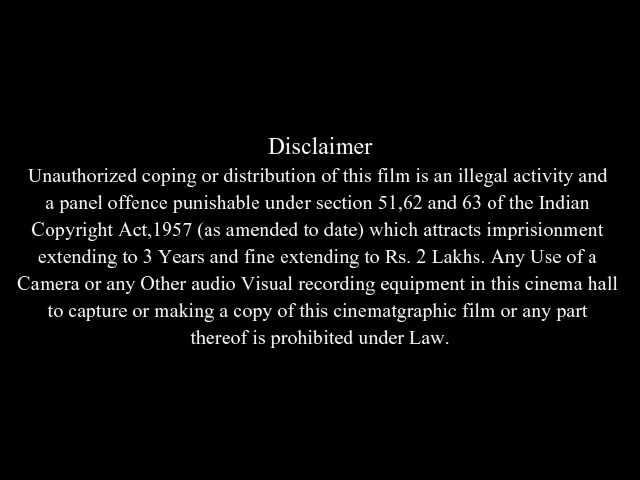 Disclaimer
Unauthorized coping or distribution of this film is an illegal activity and
a panel offence punishable under section 51,62 and 63 of the Indian
Copyright Act,1957 (as amended to date) which attracts imprisionment
extending to 3 Years and fine extending to Rs. 2 Lakhs. Any Use of a
Camera or any Other audio Visual recording equipment in this cinema hall
to capture or making a copy of this cinematgraphic film or any part
thereof is prohibited under Law.